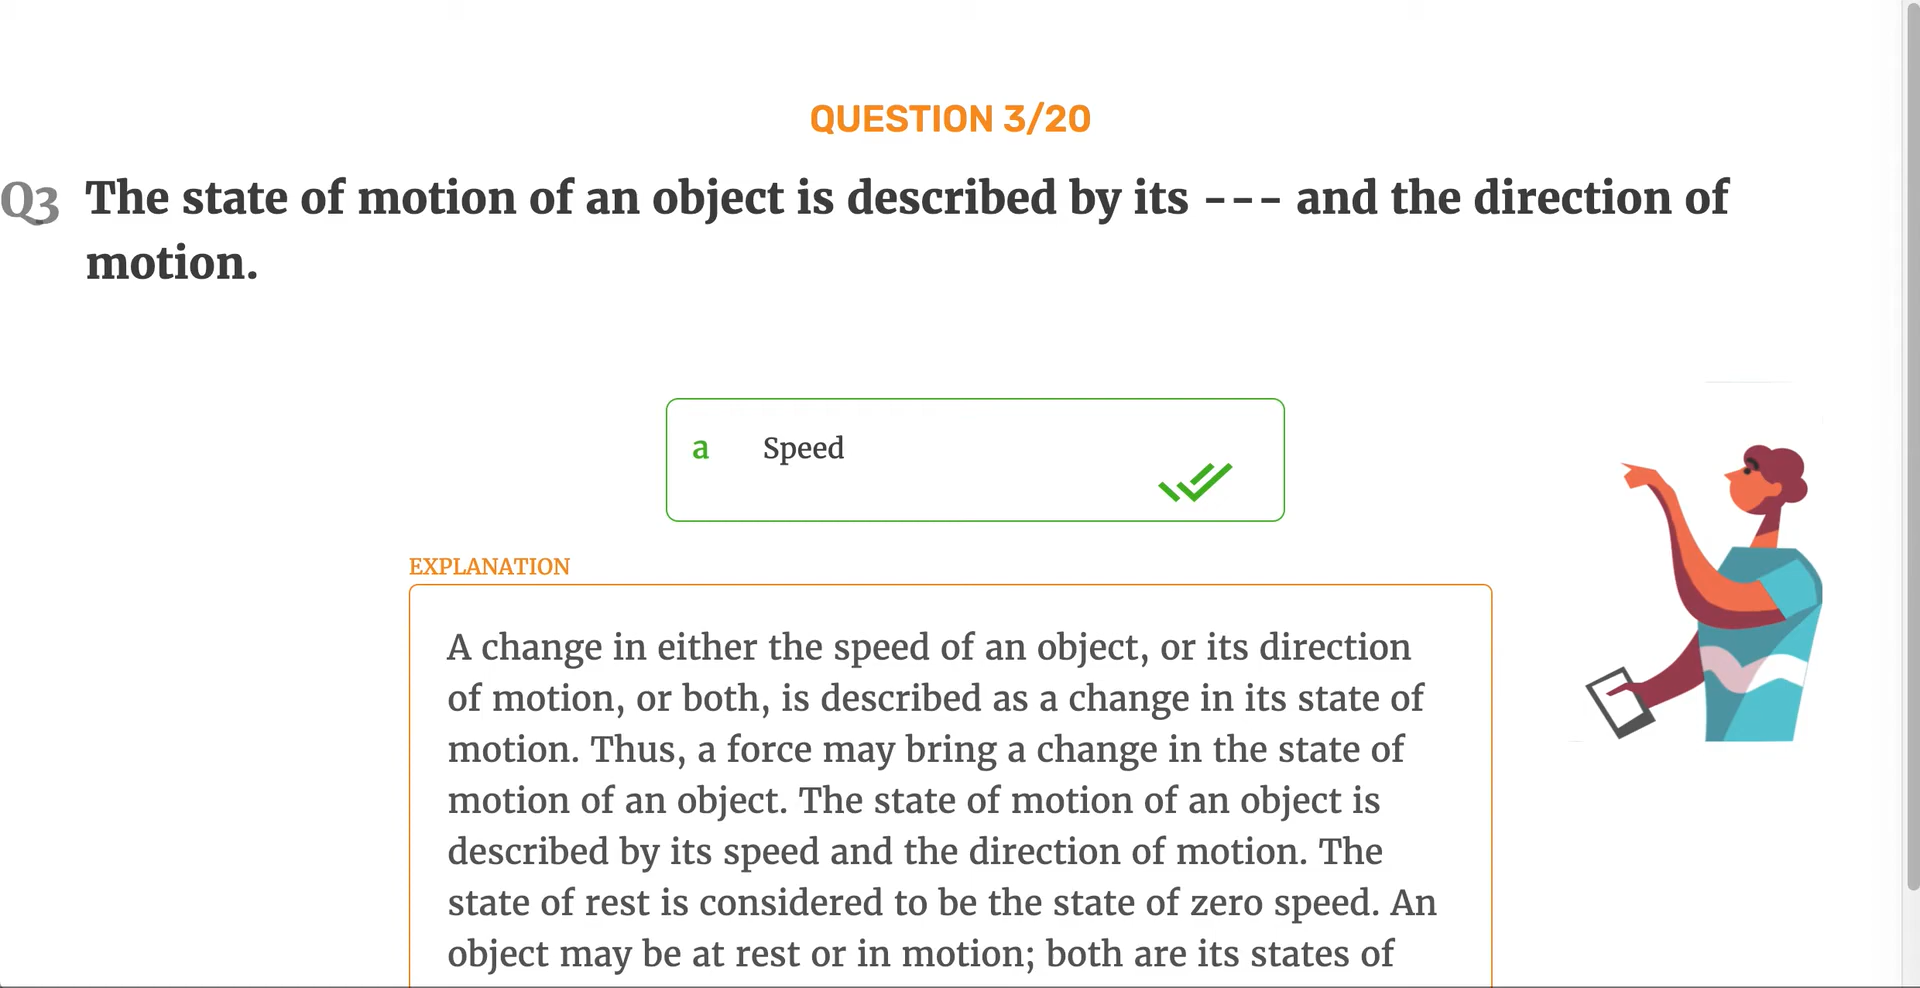 QUESTION 3/20
Q3 The state of motion of an object is described by its --- and the direction of
motion.
a Speed
EXPLANATION
A change in either the speed of an object, or its direction
of motion, or both, is described as a change in its state of
motion. Thus, a force may bring a change in the state of
motion of an object. The state of motion of an object is
described by its speed and the direction of motion. The
state of rest is considered to be the state of zero speed. An
object may be at rest or in motion; both are its states of